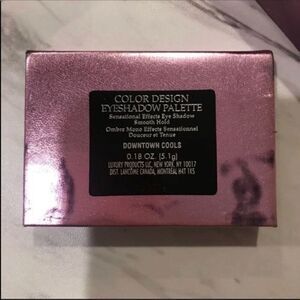 COLOR DESIGN
EYESHADOW PALETTE
Sensational Effects Eye Shadow
Smooth Hold
Ombre Mono Effets Sensationnel
Douceur et Tenue
DOWNTOWN COOLS
0.18 OZ. (5.1g)
LUXURY PRODUCTS LLC, NEW YORK, NY 10017
DIST. LANCÔME CANADA, MONTRÉAL H4T 1K5